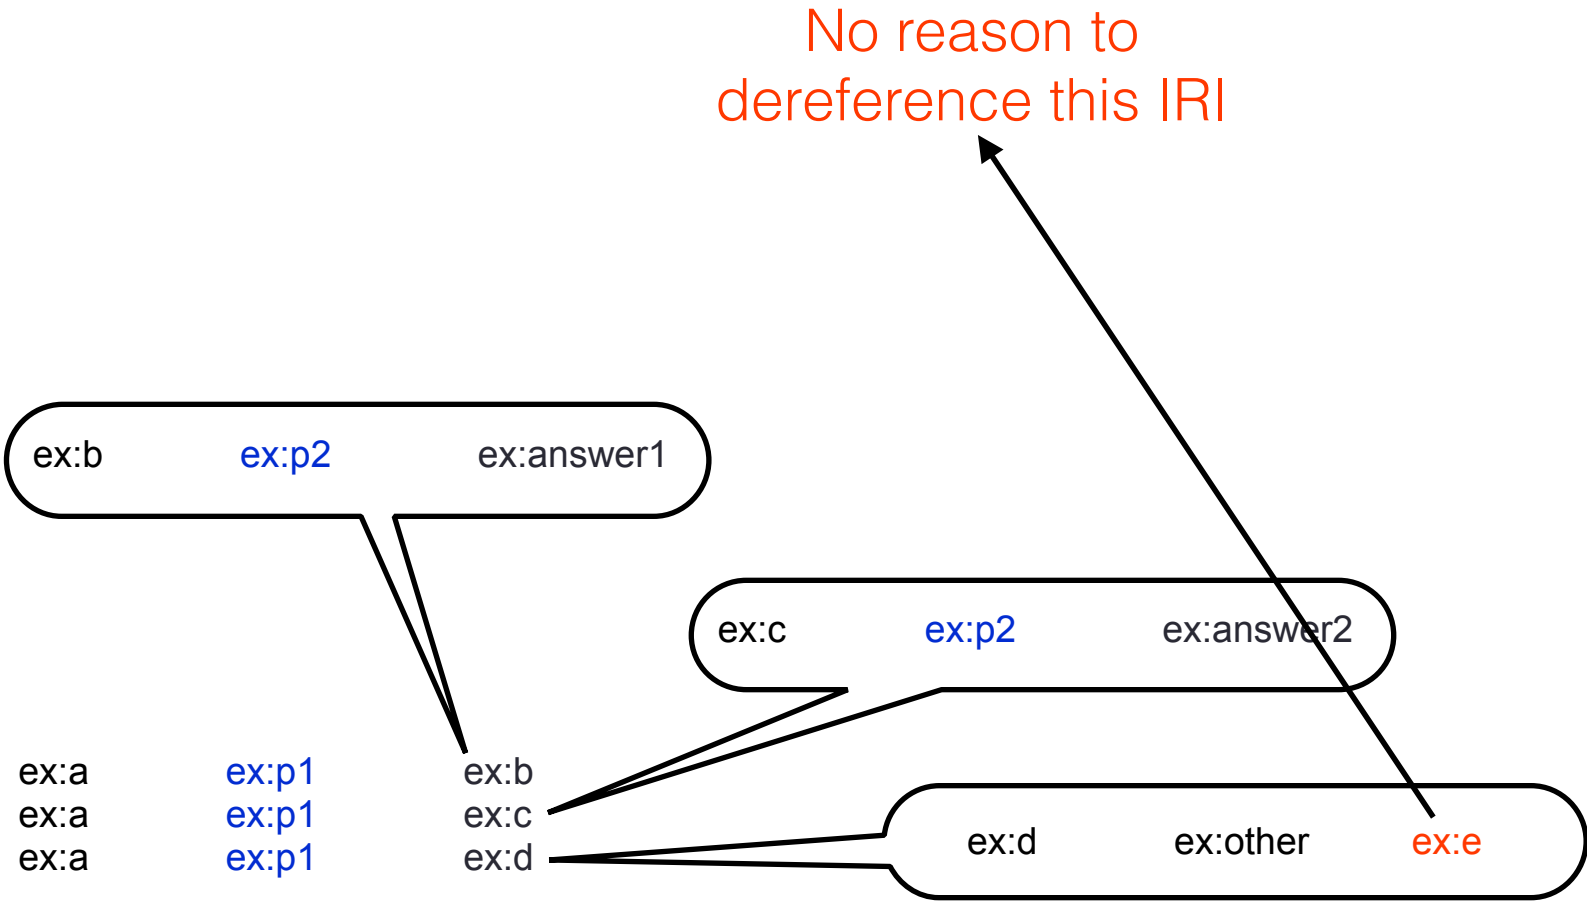 No reason to
dereference this IRI
ex:b ex:p2 ex:answer1
ex:c ex:p2 ex:answer2
ex:a ex:p1 ex:b
ex:a ex:p1 ex:c
ex:a ex:p1 ex:d
ex:d ex:other ex:e